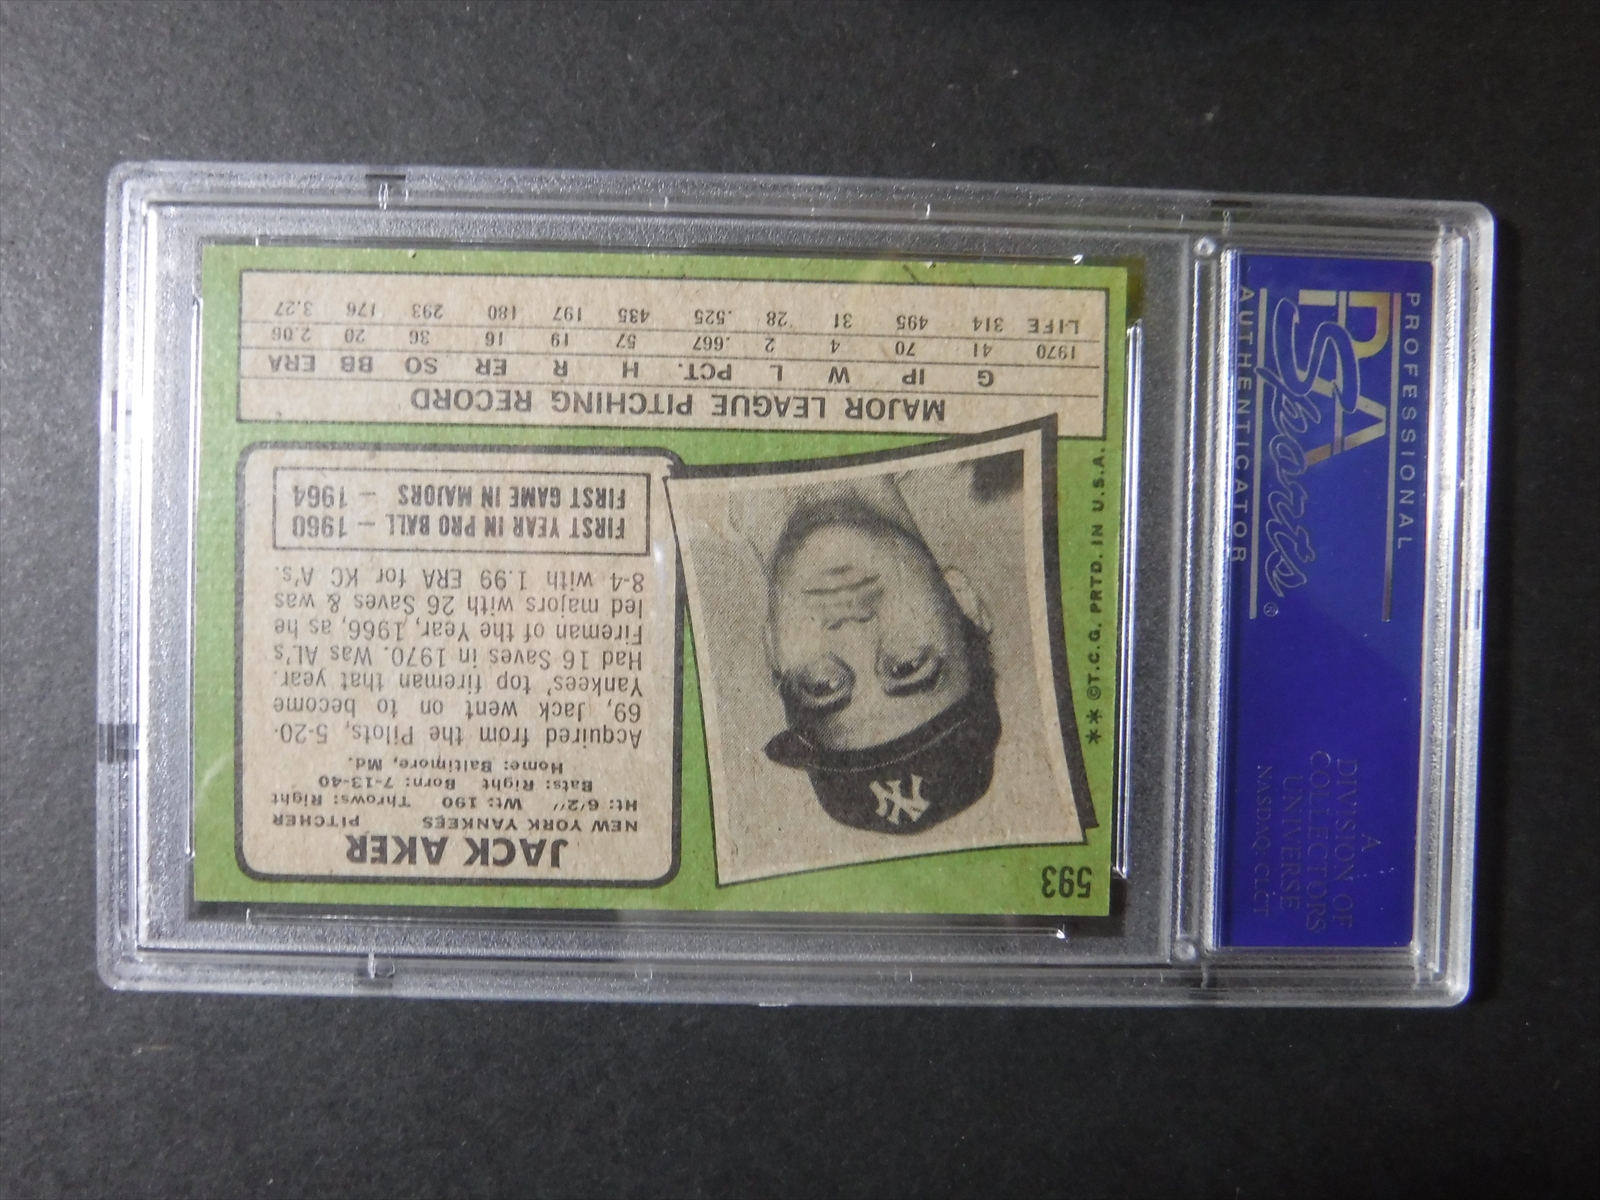 593
JACK AKER
NEW YORK YANKEES PITCHER
Ht: 6'2" Wt: 190 Throws: Right
Bats: Right Born: 7-13-40
Home: Baltimore, Md.
Acquired from the Pilots, 5-20-
69, Jack went on to become
Yankees' top fireman that year.
Had 16 Saves in 1970. Was AL's
Fireman of the Year, 1966, as he
led majors with 26 Saves & was
8-4 with 1.99 ERA for KC A's.
FIRST YEAR IN PRO BALL – 1960
FIRST GAME IN MAJORS – 1964
NY
** ©T.C.G. PRTD. IN U.S.A.
MAJOR LEAGUE PITCHING RECORD
G IP W L PCT. H R ER SO BB ERA
1970 41 70 4 2 .667 57 19 16 36 20 2.06
LIFE 314 495 31 28 .525 435 197 180 293 176 3.27
PROFESSIONAL
PSA
Sports®
AUTHENTICATOR
A
DIVISION OF
COLLECTORS
UNIVERSE
NASDAQ: CLCT